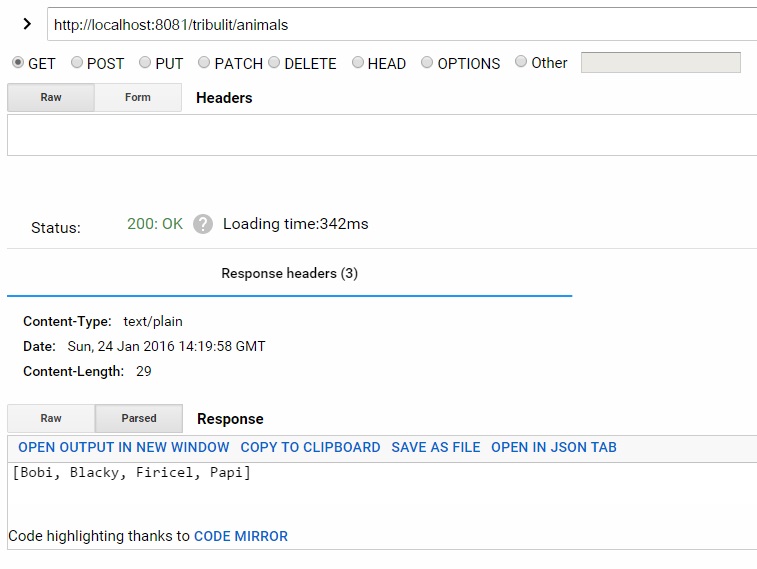 http://localhost:8081/tribulit/animals
GET POST PUT PATCH DELETE HEAD OPTIONS Other
Raw Form Headers
Status: 200: OK ? Loading time:342ms
Response headers (3)
Content-Type: text/plain
Date: Sun, 24 Jan 2016 14:19:58 GMT
Content-Length: 29
Raw Parsed Response
OPEN OUTPUT IN NEW WINDOW COPY TO CLIPBOARD SAVE AS FILE OPEN IN JSON TAB
[Bobi, Blacky, Firicel, Papi]
Code highlighting thanks to CODE MIRROR